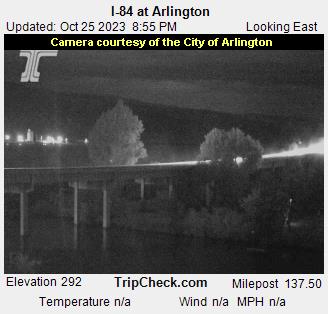 I-84 at Arlington
Updated: Oct 25 2023 8:55 PM Looking East
Camera courtesy of the City of Arlington
Elevation 292 TripCheck.com Milepost 137.50
Temperature n/a Wind n/a MPH n/a